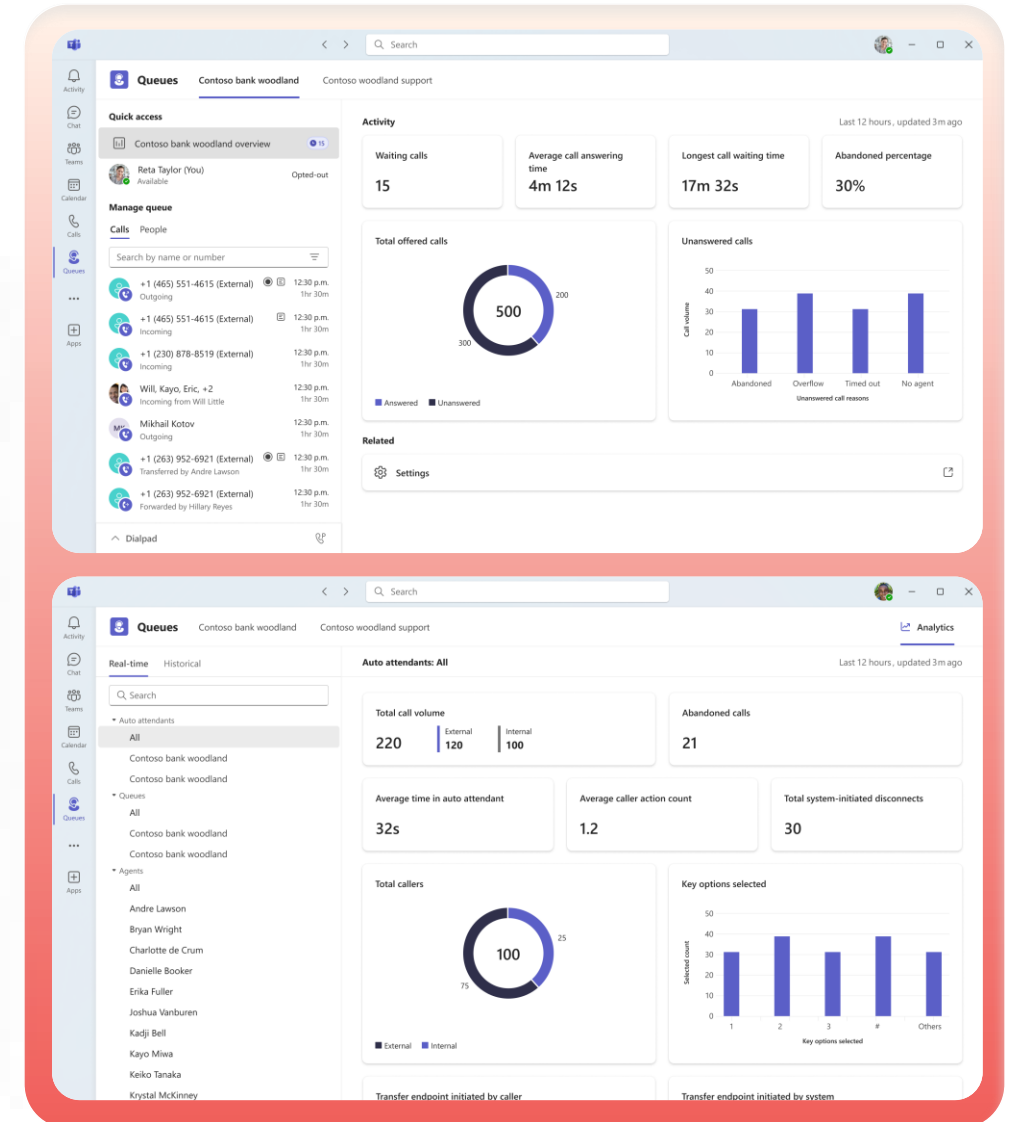 Search
Activity
Chat
Teams
Calendar
Calls
Queues
Apps
Queues
Contoso bank woodland
Contoso woodland support
Quick access
Contoso bank woodland overview
15
Reta Taylor (You)
Available
Opted-out
Manage queue
Calls People
Search by name or number
+1 (465) 551-4615 (External) 12:30 p.m.
Outgoing 1hr 30m
+1 (465) 551-4615 (External) 12:30 p.m.
Incoming 1hr 30m
+1 (230) 878-8519 (External) 12:30 p.m.
Incoming 1hr 30m
Will, Kayo, Eric, +2 12:30 p.m.
Incoming from Will Little 1hr 30m
MK
Mikhail Kotov 12:30 p.m.
Outgoing 1hr 30m
+1 (263) 952-6921 (External) 12:30 p.m.
Transferred by Andre Lawson 1hr 30m
+1 (263) 952-6921 (External) 12:30 p.m.
Forwarded by Hillary Reyes 1hr 30m
Dialpad
Activity
Last 12 hours, updated 3m ago
Waiting calls
15
Average call answering
time
4m 12s
Longest call waiting time
17m 32s
Abandoned percentage
30%
Total offered calls
500
200
300
Answered Unanswered
Unanswered calls
Call volume
50
40
30
20
10
0
Abandoned Overflow Timed out No agent
Unanswered call reasons
Related
Settings
Search
Activity
Chat
Teams
Calendar
Calls
Queues
Apps
Queues
Contoso bank woodland
Contoso woodland support
Analytics
Real-time Historical
Search
Auto attendants
All
Contoso bank woodland
Contoso bank woodland
Queues
All
Contoso bank woodland
Contoso bank woodland
Agents
All
Andre Lawson
Bryan Wright
Charlotte de Crum
Danielle Booker
Erika Fuller
Joshua Vanburen
Kadji Bell
Kayo Miwa
Keiko Tanaka
Krystal McKinney
Auto attendants: All
Last 12 hours, updated 3m ago
Total call volume
220
External
120
Internal
100
Abandoned calls
21
Average time in auto attendant
32s
Average caller action count
1.2
Total system-initiated disconnects
30
Total callers
100
25
75
External Internal
Key options selected
Selected count
50
40
30
20
10
0
1 2 3 # Others
Key options selected
Transfer endpoint initiated by caller
Transfer endpoint initiated by system